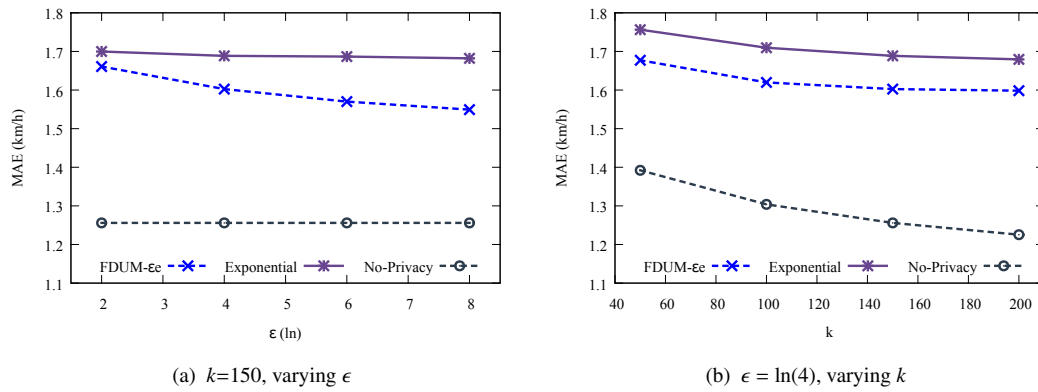 1.8
1.7
1.6
1.5
1.4
1.3
1.2
1.1
MAE (km/h)
FDUM-εe Exponential No-Privacy
2 3 4 5 6 7 8
ε (ln)
(a) k=150, varying ϵ
1.8
1.7
1.6
1.5
1.4
1.3
1.2
1.1
MAE (km/h)
FDUM-εe Exponential No-Privacy
40 60 80 100 120 140 160 180 200
k
(b) ϵ = ln(4), varying k